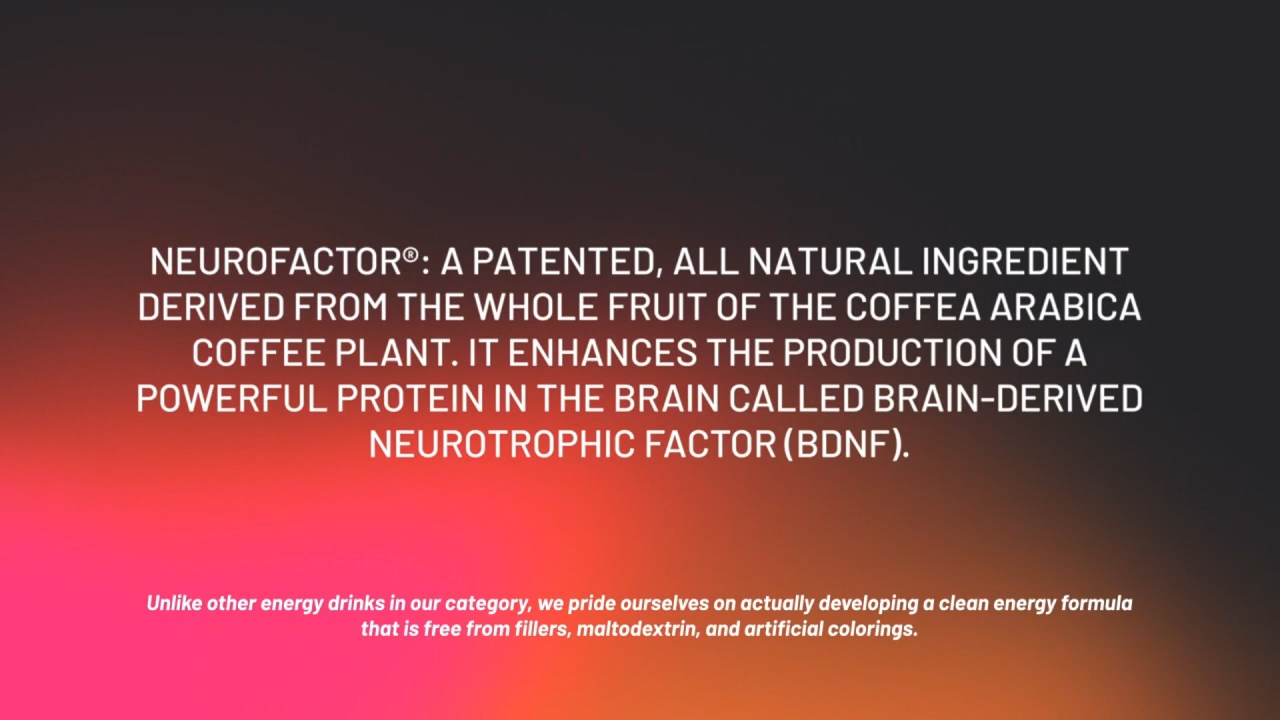 NEUROFACTOR®: A PATENTED, ALL NATURAL INGREDIENT
DERIVED FROM THE WHOLE FRUIT OF THE COFFEA ARABICA
COFFEE PLANT. IT ENHANCES THE PRODUCTION OF A
POWERFUL PROTEIN IN THE BRAIN CALLED BRAIN-DERIVED
NEUROTROPHIC FACTOR (BDNF).
Unlike other energy drinks in our category, we pride ourselves on actually developing a clean energy formula
that is free from fillers, maltodextrin, and artificial colorings.